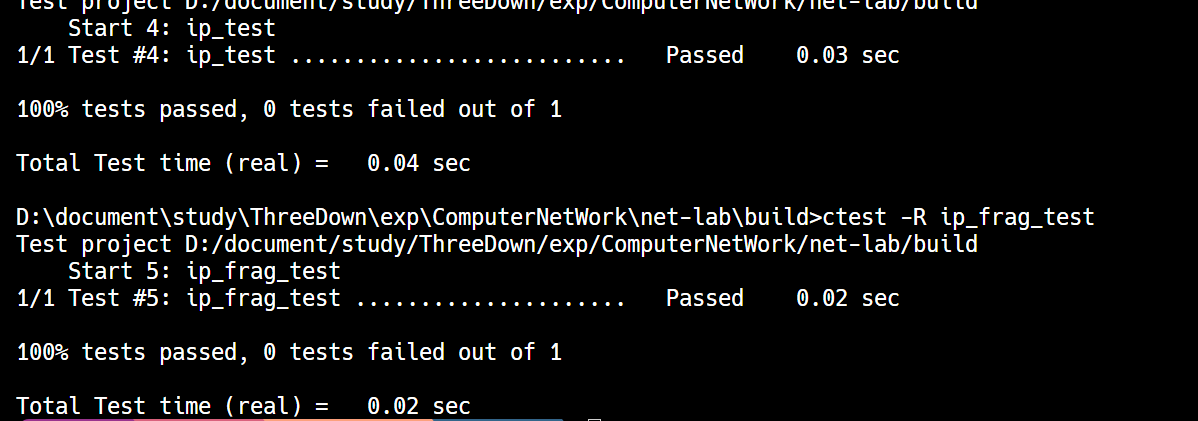 Test project D:/document/study/ThreeDown/exp/ComputerNetWork/net-lab/build
    Start 4: ip_test
1/1 Test #4: ip_test ..........................   Passed    0.03 sec

100% tests passed, 0 tests failed out of 1

Total Test time (real) =   0.04 sec

D:\document\study\ThreeDown\exp\ComputerNetWork\net-lab\build>ctest -R ip_frag_test
Test project D:/document/study/ThreeDown/exp/ComputerNetWork/net-lab/build
    Start 5: ip_frag_test
1/1 Test #5: ip_frag_test .....................   Passed    0.02 sec

100% tests passed, 0 tests failed out of 1

Total Test time (real) =   0.02 sec